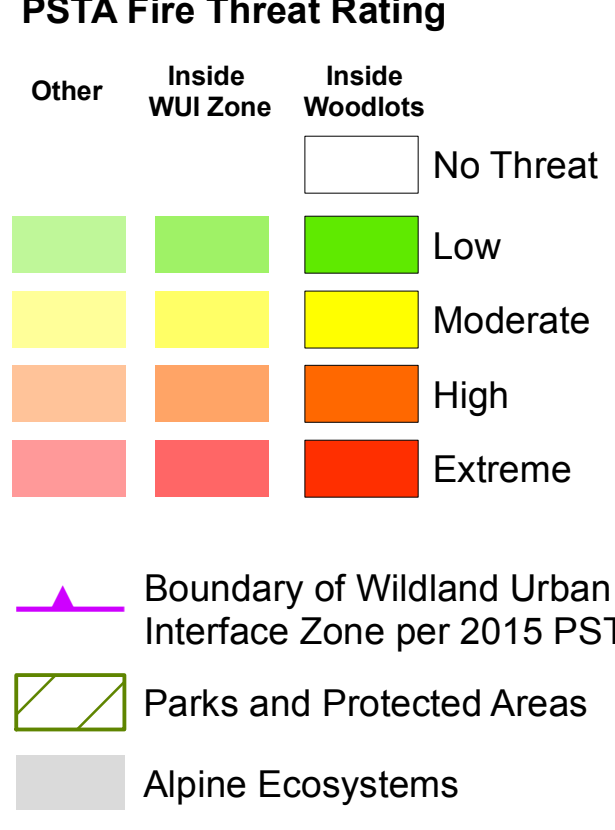 PSTA Fire Threat Rating
Other
Inside
WUI Zone
Inside
Woodlots
No Threat
Low
Moderate
High
Extreme
Boundary of Wildland Urban
Interface Zone per 2015 PST
Parks and Protected Areas
Alpine Ecosystems